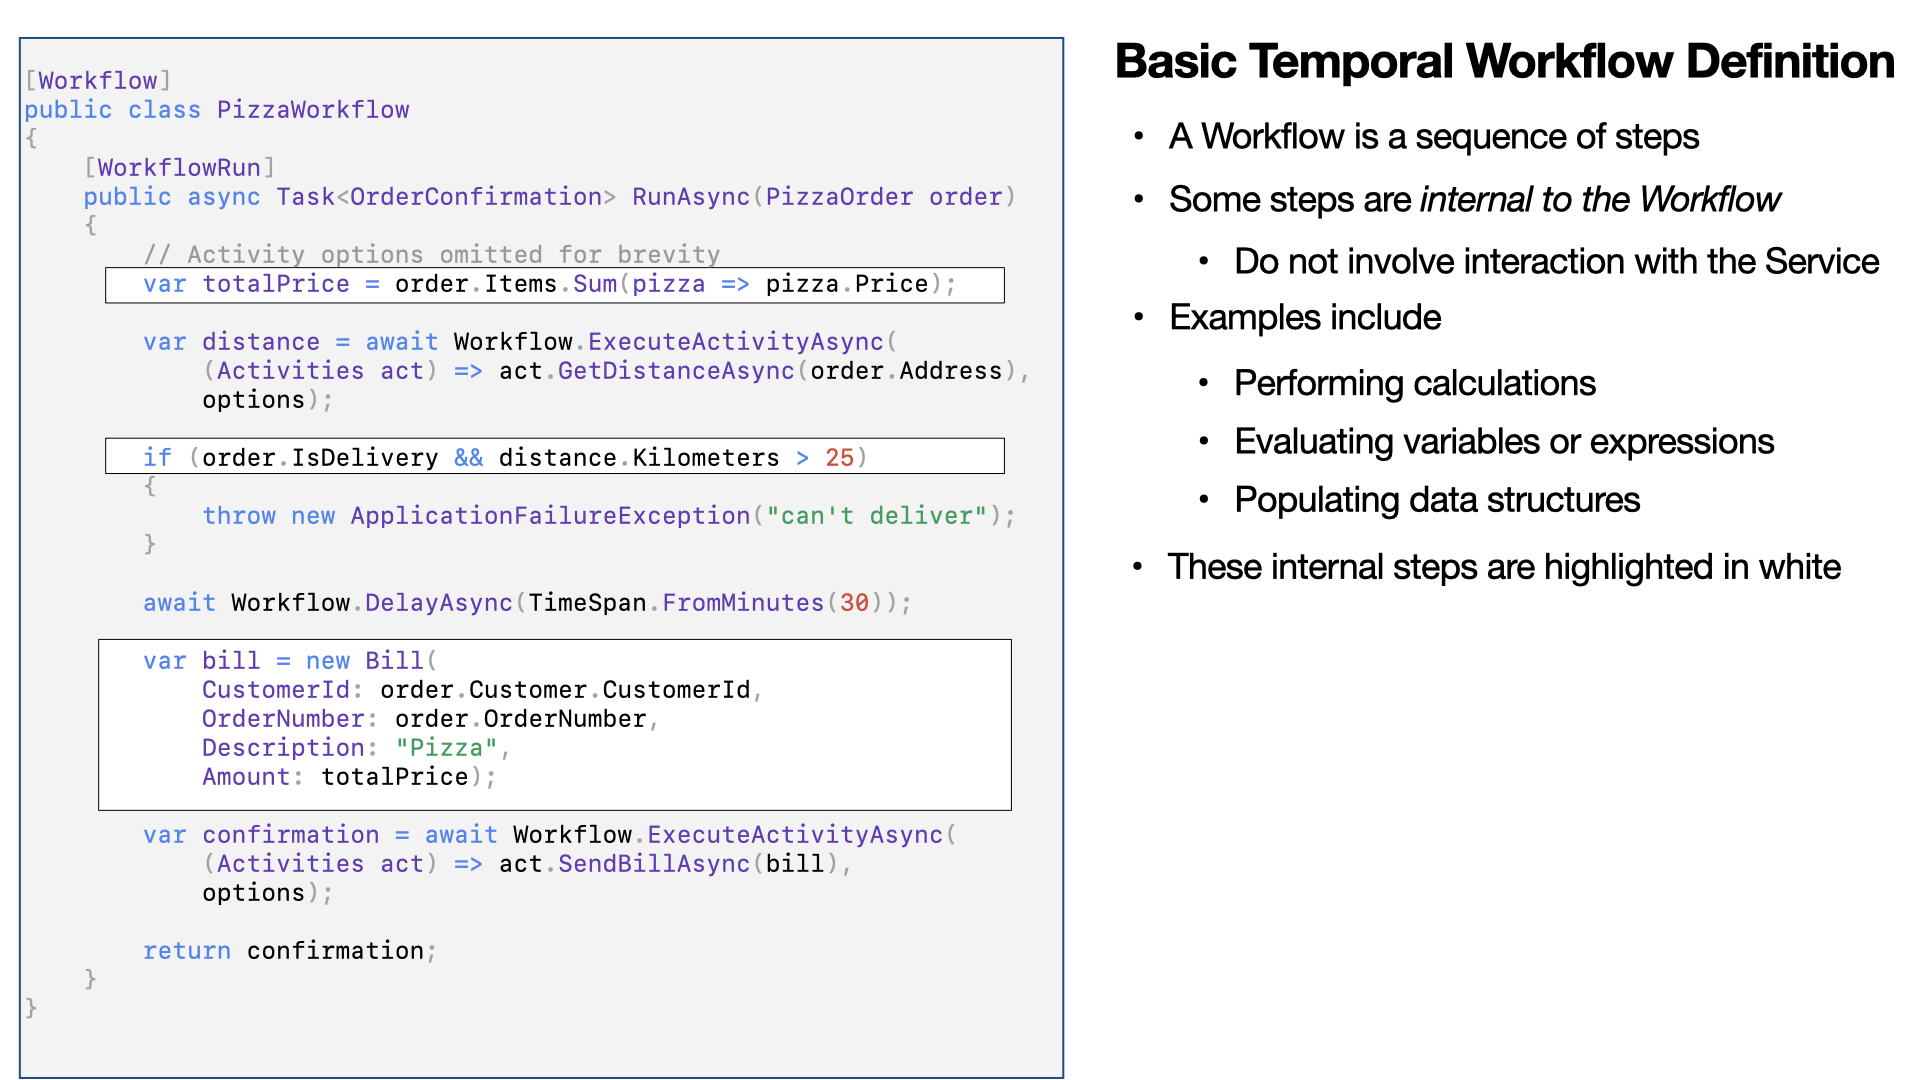 [Workflow]
public class PizzaWorkflow
{
    [WorkflowRun]
    public async Task<OrderConfirmation> RunAsync(PizzaOrder order)
    {
        // Activity options omitted for brevity
        var totalPrice = order.Items.Sum(pizza => pizza.Price);
        var distance = await Workflow.ExecuteActivityAsync(
            (Activities act) => act.GetDistanceAsync(order.Address),
            options);
        if (order.IsDelivery && distance.Kilometers > 25)
        {
            throw new ApplicationFailureException("can't deliver");
        }
        await Workflow.DelayAsync(TimeSpan.FromMinutes(30));
        var bill = new Bill(
            CustomerId: order.Customer.CustomerId,
            OrderNumber: order.OrderNumber,
            Description: "Pizza",
            Amount: totalPrice);
        var confirmation = await Workflow.ExecuteActivityAsync(
            (Activities act) => act.SendBillAsync(bill),
            options);
        return confirmation;
    }
}
Basic Temporal Workflow Definition
• A Workflow is a sequence of steps
• Some steps are internal to the Workflow
• Do not involve interaction with the Service
• Examples include
• Performing calculations
• Evaluating variables or expressions
• Populating data structures
• These internal steps are highlighted in white